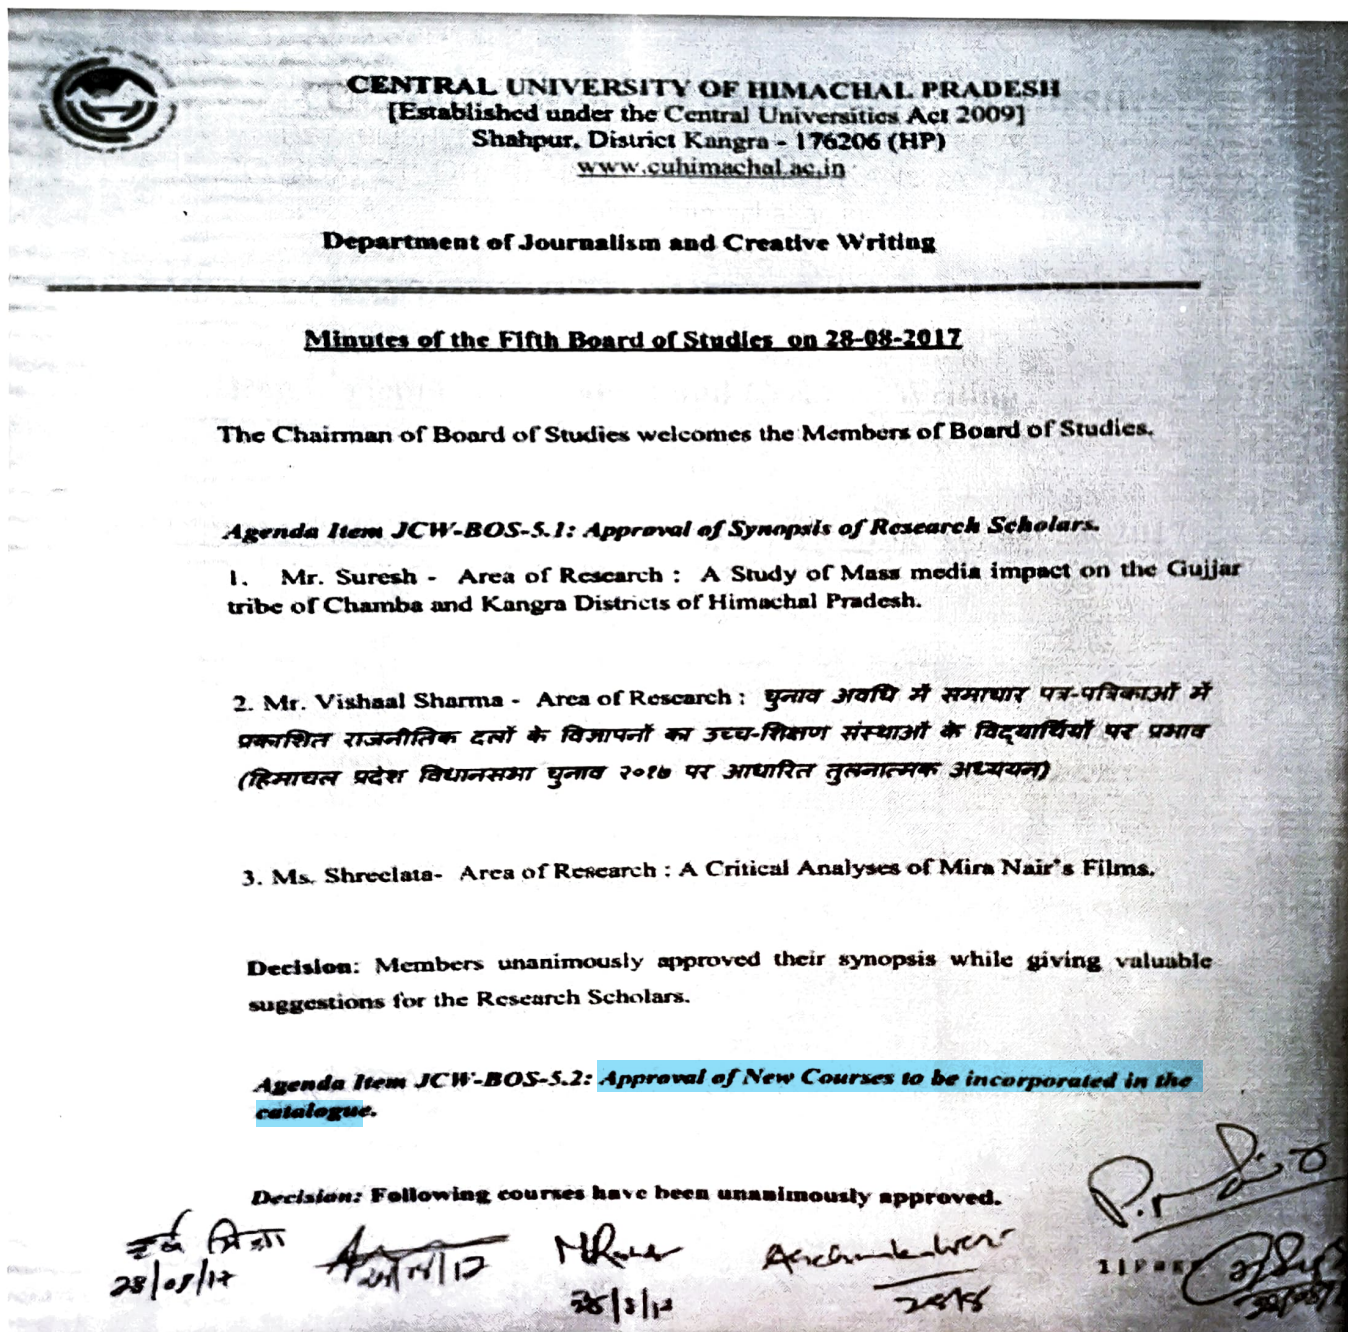 CENTRAL UNIVERSITY OF HIMACHAL PRADESH
[Established under the Central Universities Act 2009]
Shahpur, District Kangra - 176206 (HP)
www.cuhimachal.ac.in
Department of Journalism and Creative Writing
Minutes of the Fifth Board of Studies on 28-08-2017
The Chairman of Board of Studies welcomes the Members of Board of Studies.
Agenda Item JCW-BOS-5.1: Approval of Synopsis of Research Scholars.
1. Mr. Suresh - Area of Research : A Study of Mass media impact on the Gujjar
tribe of Chamba and Kangra Districts of Himachal Pradesh.
2. Mr. Vishaal Sharma - Area of Research : चुनाव अवधि में समाचार पत्र-पत्रिकाओं में
प्रकाशित राजनीतिक दलों के विज्ञापनों का उच्च-शिक्षण संस्थाओं के विद्यार्थियों पर प्रभाव
(हिमाचल प्रदेश विधानसभा चुनाव २०१७ पर आधारित तुलनात्मक अध्ययन)
3. Ms. Shreelata- Area of Research : A Critical Analyses of Mira Nair's Films.
Decision: Members unanimously approved their synopsis while giving valuable
suggestions for the Research Scholars.
Agenda Item JCW-BOS-5.2: Approval of New Courses to be incorporated in the
catalogue.
Decision: Following courses have been unanimously approved.
1 | Page
28/08/17